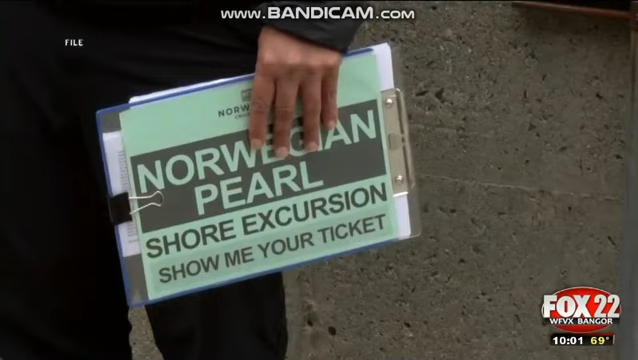 www.BANDICAM.com
FILE
NORWEGIAN
PEARL
SHORE EXCURSION
SHOW ME YOUR TICKET
FOX 22
WFVX BANGOR
10:01 69°